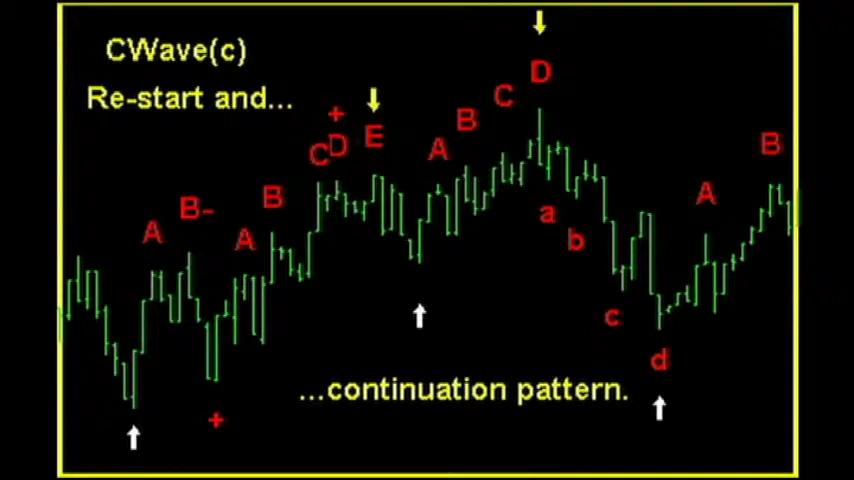 CWave(c)
Re-start and...
A
B-
A
B
C
+
D
E
A
B
C
D
a
b
c
d
A
B
+
...continuation pattern.